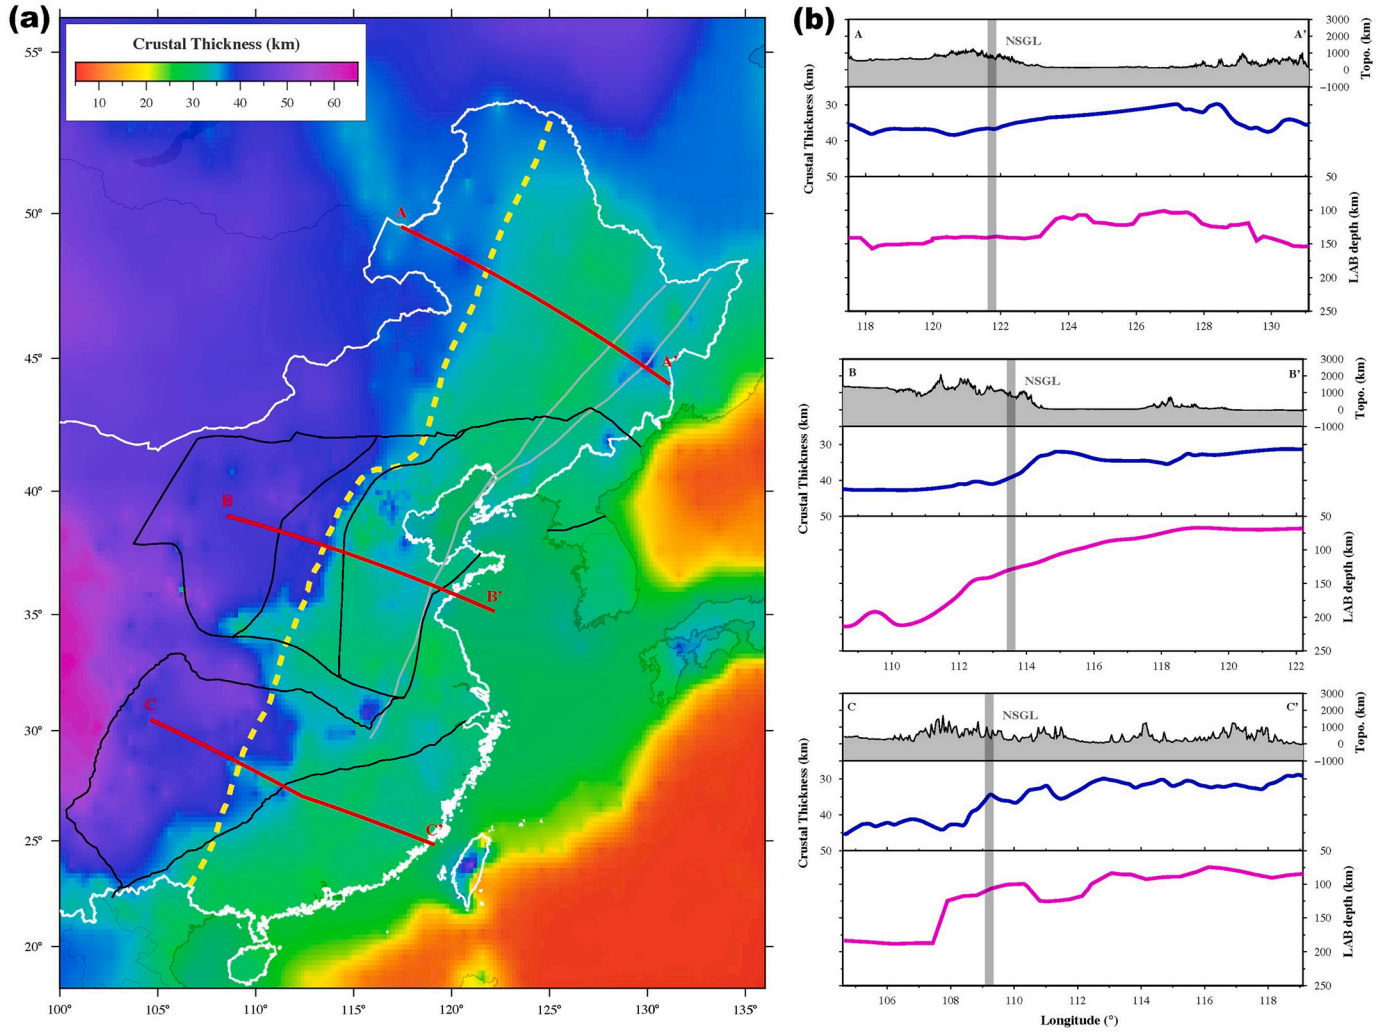 (a)
Crustal Thickness (km)
10 20 30 40 50 60
55°
50°
45°
40°
35°
30°
25°
20°
A
A'
B
B'
C
C'
100° 105° 110° 115° 120° 125° 130° 135°
(b)
A NSGL A'
3000
2000
1000
0
−1000
Topo. (km)
30
40
50
Crustal Thickness (km)
50
100
150
200
250
LAB depth (km)
118 120 122 124 126 128 130
B NSGL B'
3000
2000
1000
0
−1000
Topo. (km)
30
40
50
Crustal Thickness (km)
50
100
150
200
250
LAB depth (km)
110 112 114 116 118 120 122
C NSGL C'
3000
2000
1000
0
−1000
Topo. (km)
30
40
50
Crustal Thickness (km)
50
100
150
200
250
LAB depth (km)
106 108 110 112 114 116 118
Longitude (°)